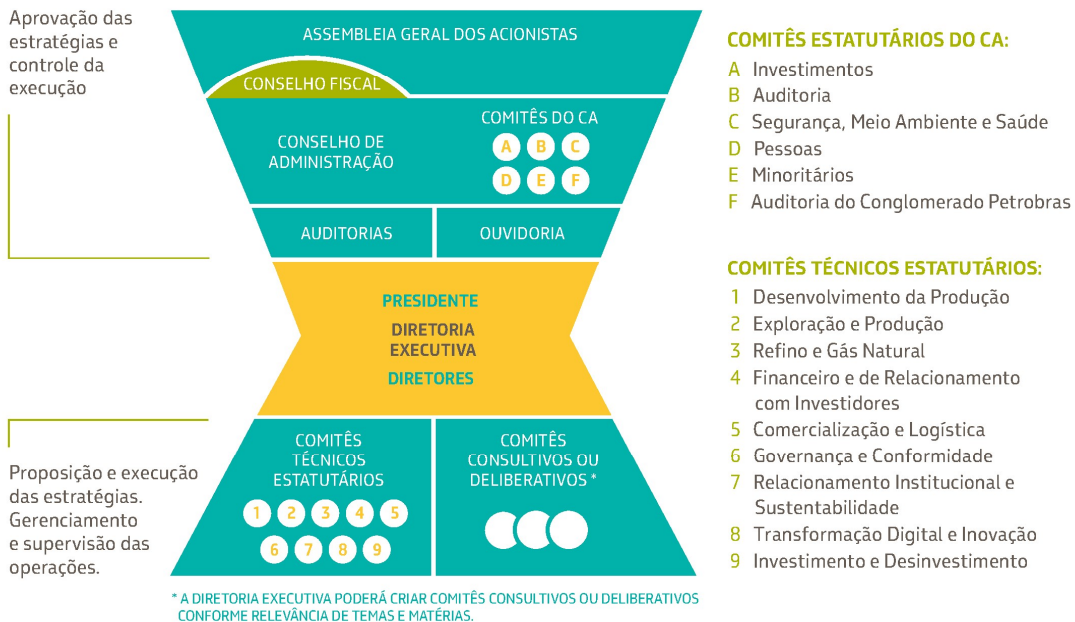 Aprovação das
estratégias e
controle da
execução
ASSEMBLEIA GERAL DOS ACIONISTAS
CONSELHO FISCAL
CONSELHO DE
ADMINISTRAÇÃO
COMITÊS DO CA
A B C
D E F
AUDITORIAS
OUVIDORIA
PRESIDENTE
DIRETORIA
EXECUTIVA
DIRETORES
Proposição e execução
das estratégias.
Gerenciamento
e supervisão das
operações.
COMITÊS
TÉCNICOS
ESTATUTÁRIOS
1 2 3 4 5
6 7 8 9
COMITÊS
CONSULTIVOS OU
DELIBERATIVOS *
* A DIRETORIA EXECUTIVA PODERÁ CRIAR COMITÊS CONSULTIVOS OU DELIBERATIVOS
CONFORME RELEVÂNCIA DE TEMAS E MATÉRIAS.
COMITÊS ESTATUTÁRIOS DO CA:
A Investimentos
B Auditoria
C Segurança, Meio Ambiente e Saúde
D Pessoas
E Minoritários
F Auditoria do Conglomerado Petrobras
COMITÊS TÉCNICOS ESTATUTÁRIOS:
1 Desenvolvimento da Produção
2 Exploração e Produção
3 Refino e Gás Natural
4 Financeiro e de Relacionamento
com Investidores
5 Comercialização e Logística
6 Governança e Conformidade
7 Relacionamento Institucional e
Sustentabilidade
8 Transformação Digital e Inovação
9 Investimento e Desinvestimento